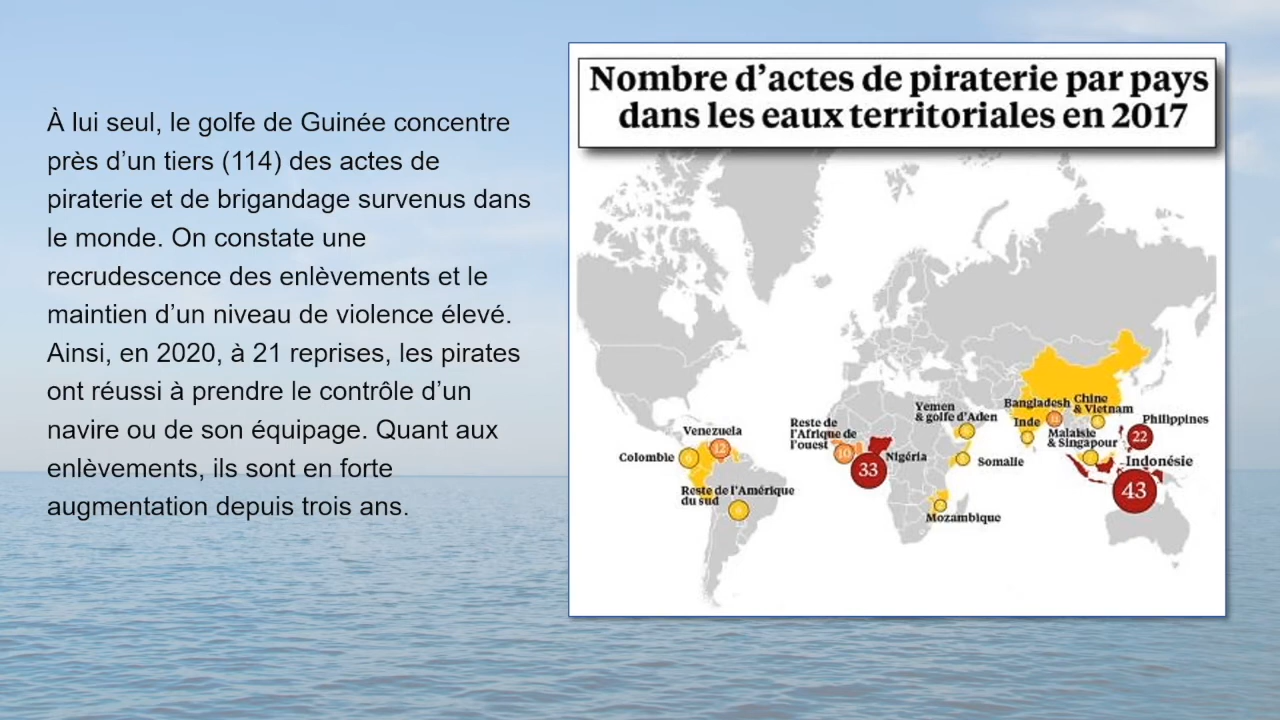 À lui seul, le golfe de Guinée concentre
près d’un tiers (114) des actes de
piraterie et de brigandage survenus dans
le monde. On constate une
recrudescence des enlèvements et le
maintien d’un niveau de violence élevé.
Ainsi, en 2020, à 21 reprises, les pirates
ont réussi à prendre le contrôle d’un
navire ou de son équipage. Quant aux
enlèvements, ils sont en forte
augmentation depuis trois ans.
Nombre d’actes de piraterie par pays
dans les eaux territoriales en 2017
Venezuela
12
Colombie
Reste de l’Amérique
du sud
Reste de
l’Afrique de
l’ouest
10
33
Nigéria
Yemen
& golfe d’Aden
Somalie
Mozambique
Bangladesh
11
Inde
Chine
& Vietnam
Malaisie
& Singapour
Philippines
22
Indonésie
43